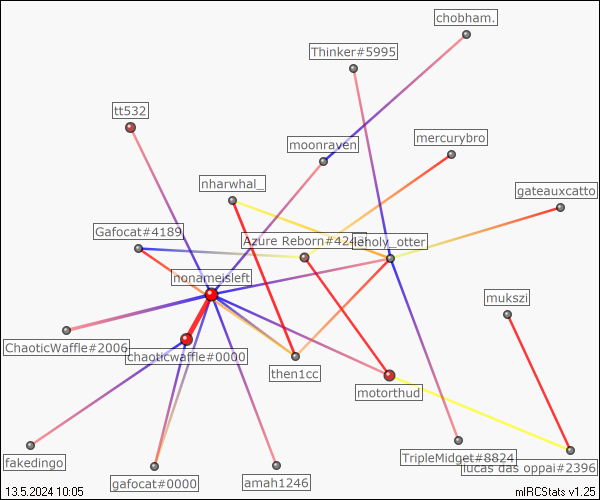 chobham.
Thinker#5995
tt532
moonraven
mercurybro
nharwhal_
gateauxcatto
Gafocat#4189
Azure Reborn#424
holy_otter
nonameisleft
mukszi
ChaoticWaffle#2006
chaoticwaffle#0000
then1cc
motorthud
fakedingo
gafocat#0000
amah1246
TripleMidget#8824
lucas das oppai#2396
13.5.2024 10:05
mIRCStats v1.25